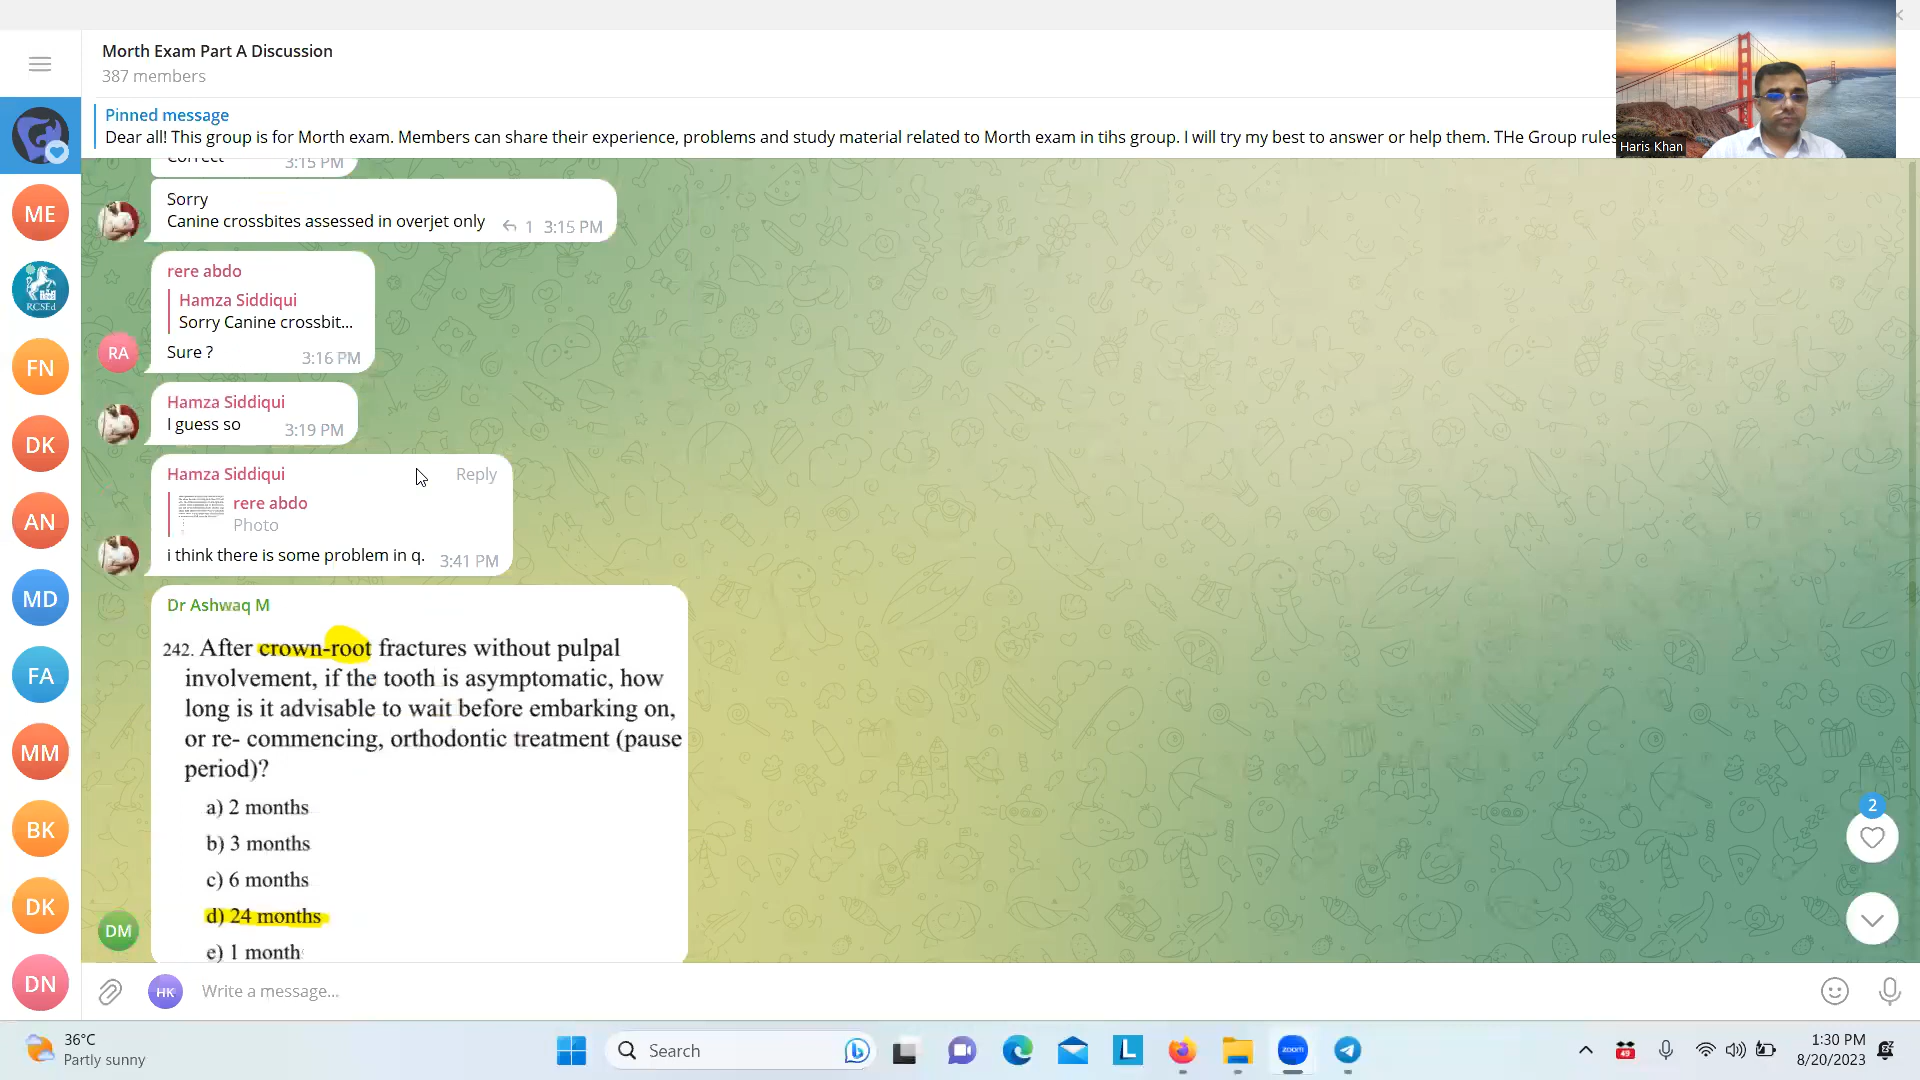 Morth Exam Part A Discussion
387 members
Pinned message
Dear all! This group is for Morth exam. Members can share their experience, problems and study material related to Morth exam in tihs group. I will try my best to answer or help them. THe Group rules
Haris Khan
Correct 3:15 PM
Sorry
Canine crossbites assessed in overjet only 1 3:15 PM
rere abdo
Hamza Siddiqui
Sorry Canine crossbit...
Sure ? 3:16 PM
Hamza Siddiqui
I guess so 3:19 PM
Hamza Siddiqui Reply
rere abdo
Photo
i think there is some problem in q. 3:41 PM
Dr Ashwaq M
242. After crown-root fractures without pulpal
involvement, if the tooth is asymptomatic, how
long is it advisable to wait before embarking on,
or re- commencing, orthodontic treatment (pause
period)?
a) 2 months
b) 3 months
c) 6 months
d) 24 months
e) 1 month
ME
RCSEd
FN
DK
AN
MD
FA
MM
BK
DK
DN
RA
DM
2
HK
Write a message...
36°C
Partly sunny
Search
L
zoom
49
1:30 PM
8/20/2023